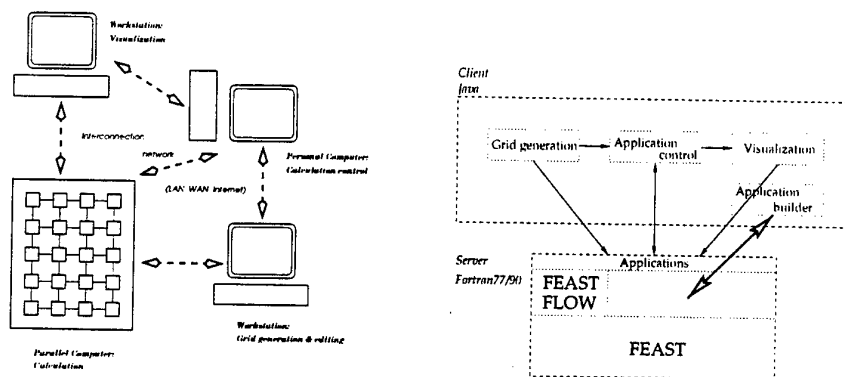 Workstation:
Visualization
Interconnection
network
(LAN WAN Internet)
Personal Computer:
Calculation control
Workstation:
Grid generation & editing
Parallel Computer:
Calculation
Client
Java
Grid generation
Application
control
Visualization
Application
builder
Server
Fortran77/90
Applications
FEAST
FLOW
FEAST